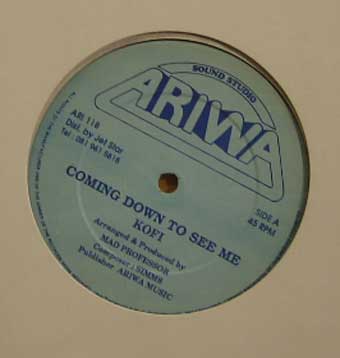 SOUND STUDIO
ARIWA
ARI 118
Dist. by Jet Star
Tel: 081 961 5818
SIDE A
45 RPM
COMING DOWN TO SEE ME
KOFI
Arranged & Produced by
MAD PROFESSOR
Composer: SIMMS
Publisher ARIWA MUSIC